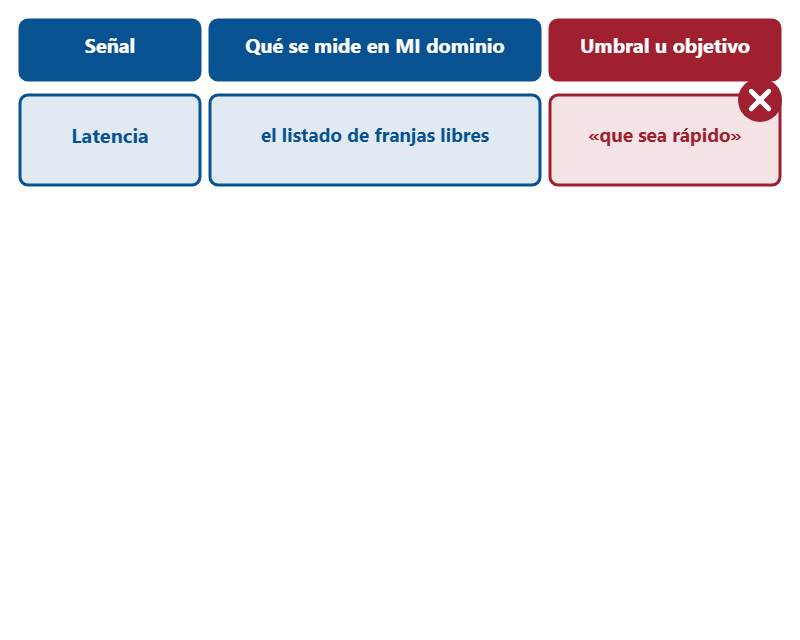 Señal
Qué se mide en MI dominio
Umbral u objetivo
Latencia
el listado de franjas libres
«que sea rápido»